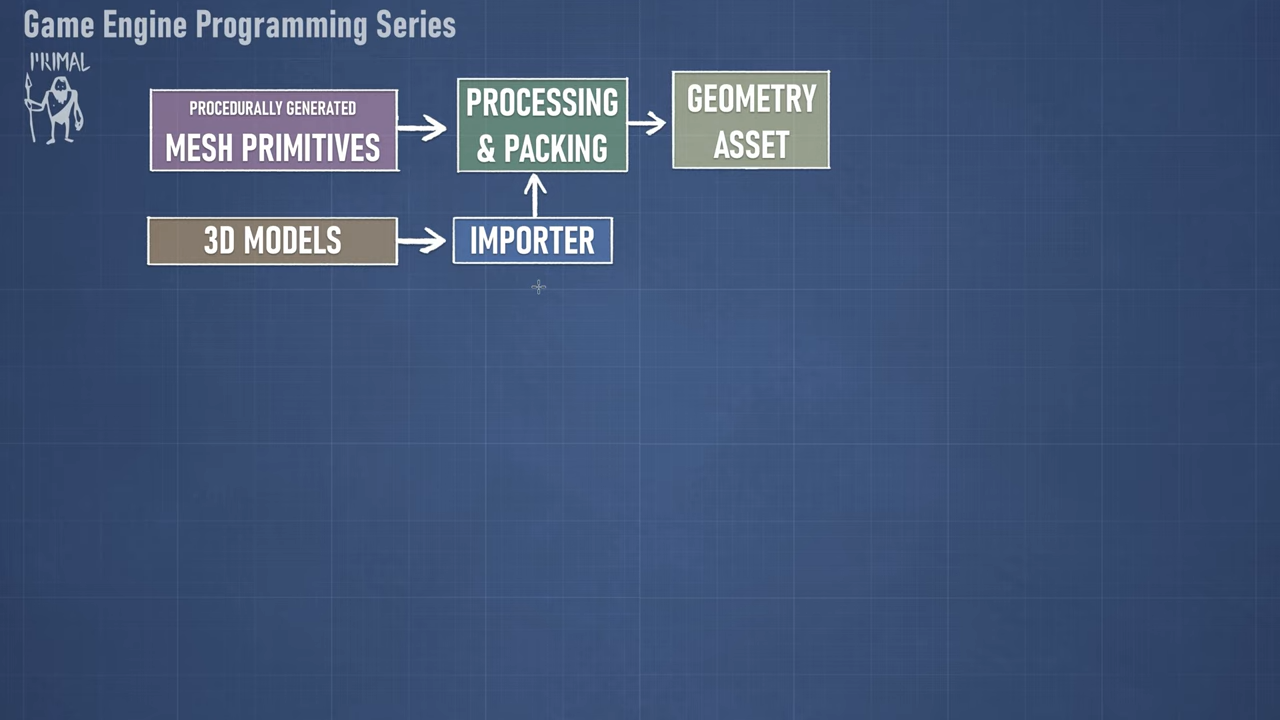 Game Engine Programming Series
PRIMAL
PROCEDURALLY GENERATED
MESH PRIMITIVES
PROCESSING
& PACKING
GEOMETRY
ASSET
3D MODELS
IMPORTER